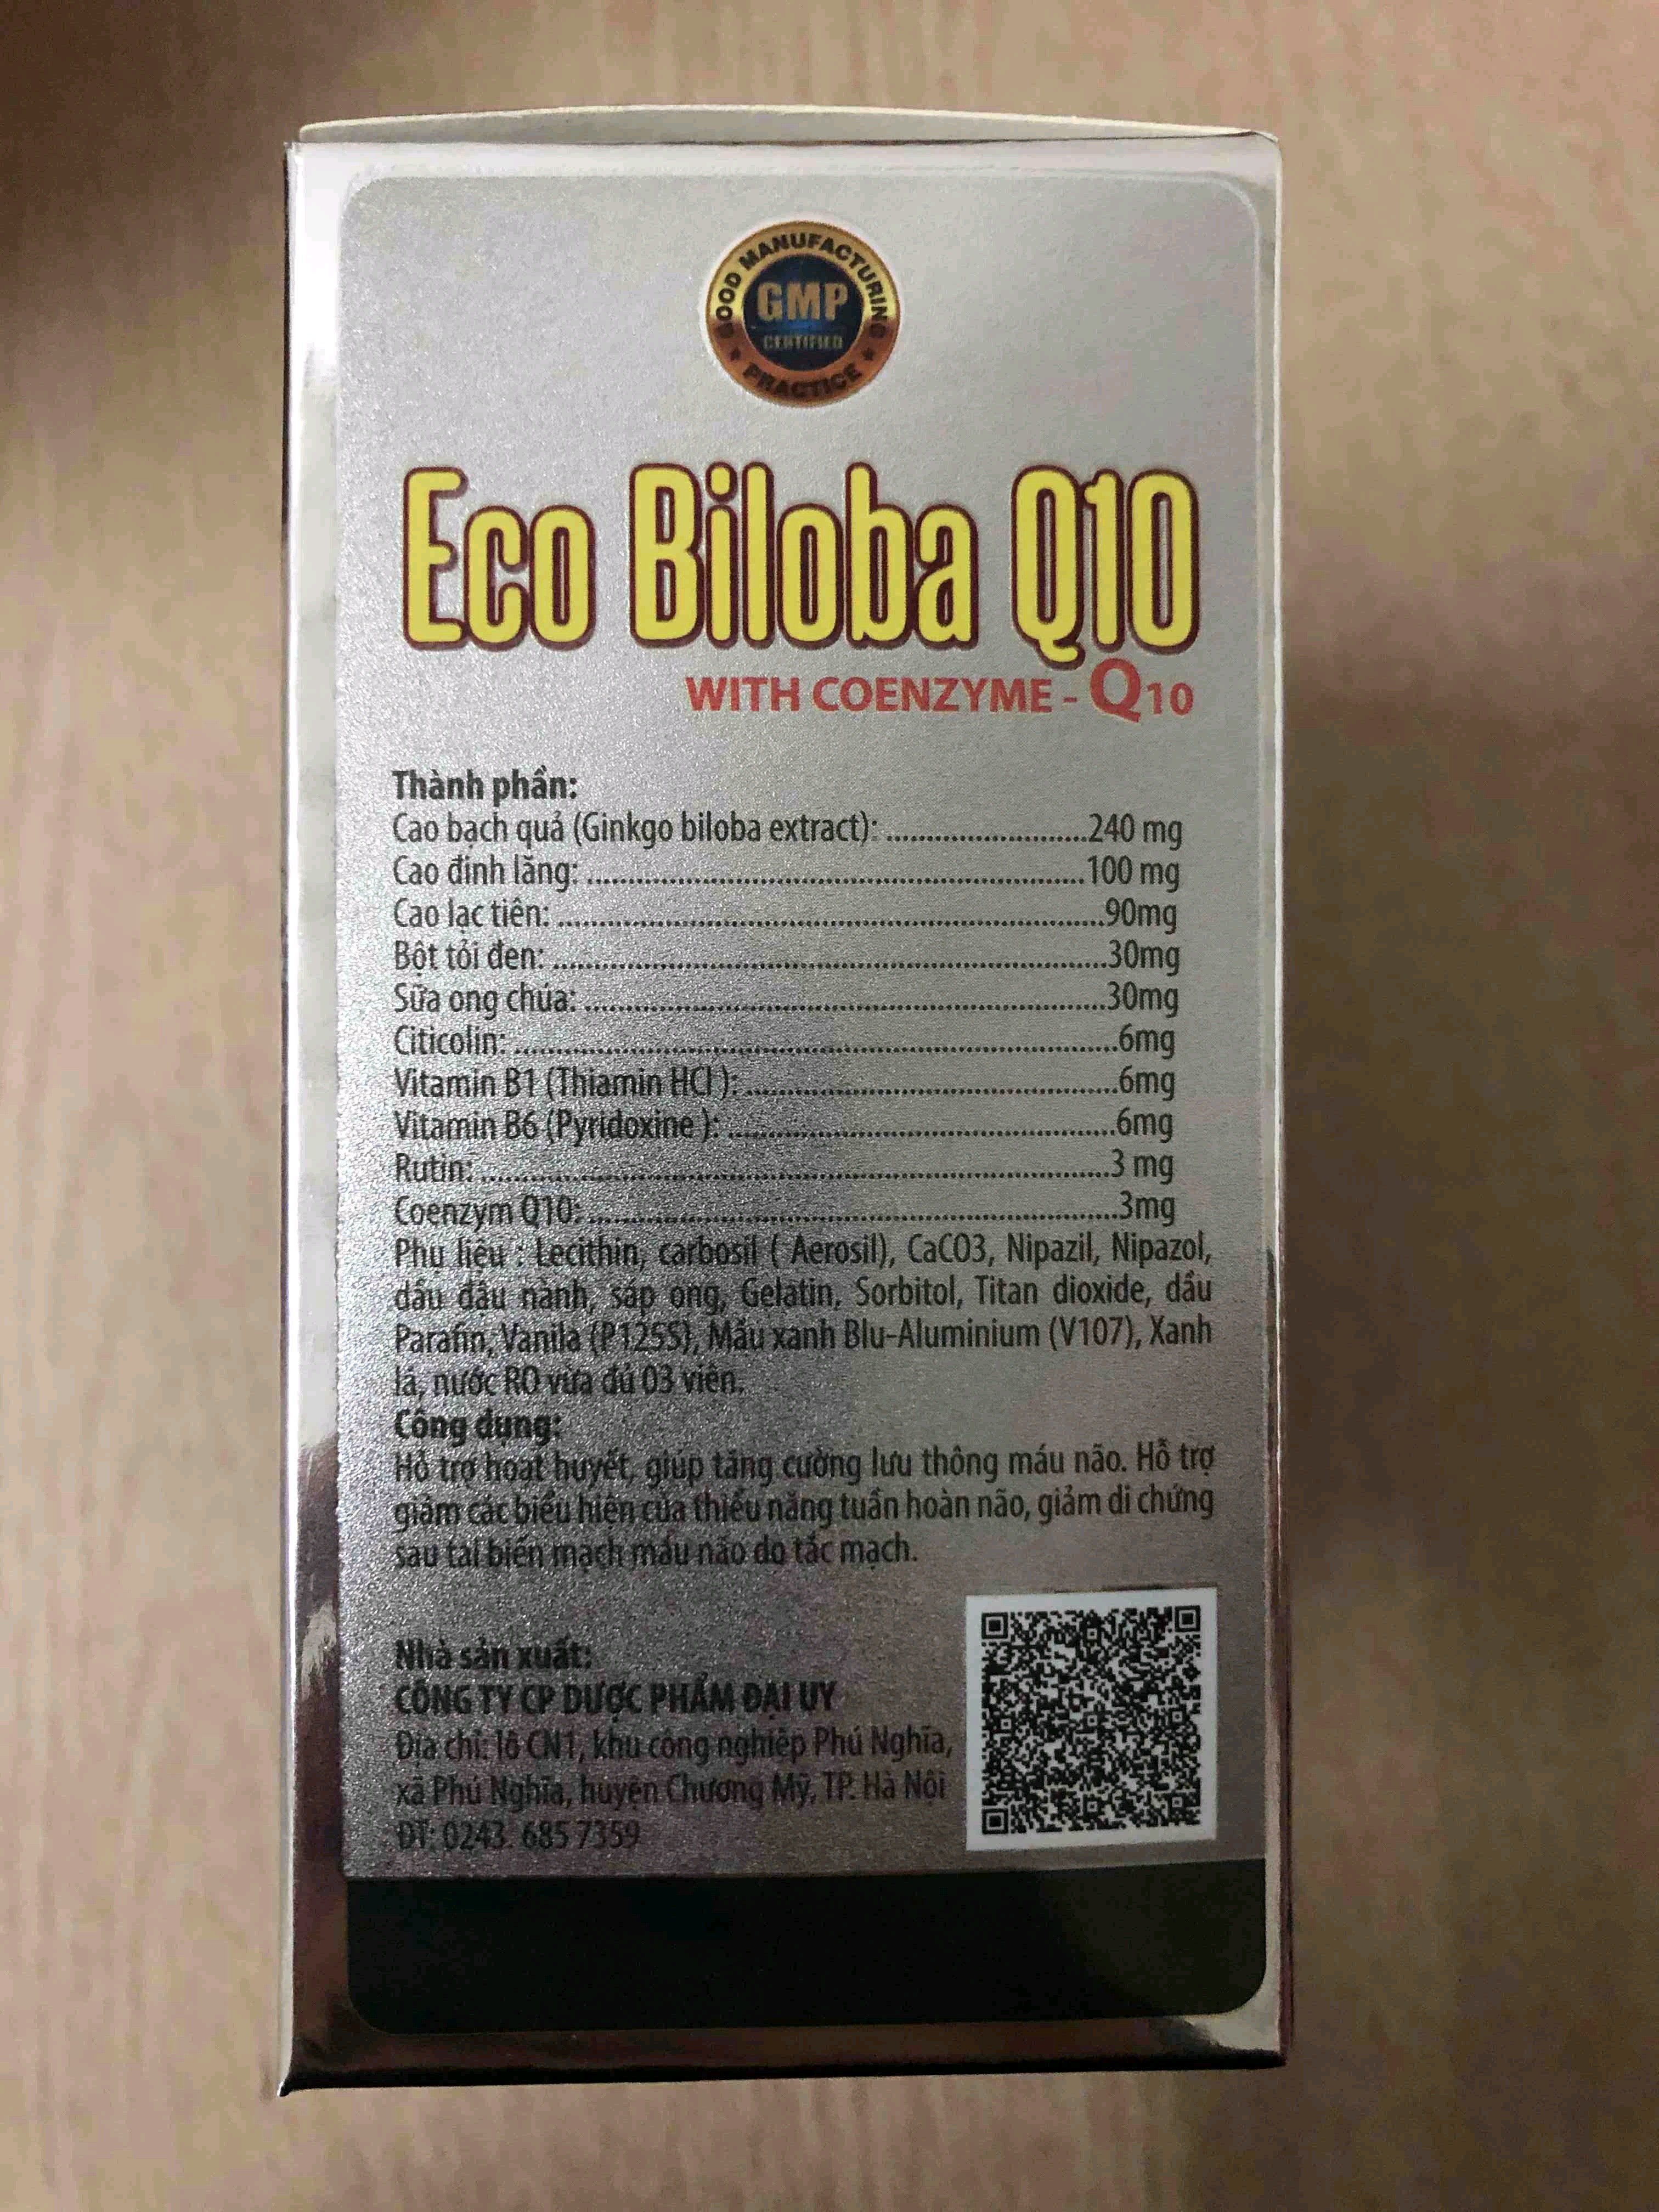 GOOD MANUFACTURING
GMP
CERTIFIED
PRACTICE
Eco Biloba Q10
WITH COENZYME - Q10
Thành phần:
Cao bạch quả (Ginkgo biloba extract): ........................240 mg
Cao đinh lăng: ............................................................100 mg
Cao lạc tiên: ..................................................................90mg
Bột tỏi đen: ...................................................................30mg
Sữa ong chúa: ...............................................................30mg
Citicolin: .........................................................................6mg
Vitamin B1 (Thiamin HCl ): .............................................6mg
Vitamin B6 (Pyridoxine ): ...............................................6mg
Rutin: ............................................................................3 mg
Coenzym Q10: ................................................................3mg
Phụ liệu : Lecithin, carbosil ( Aerosil), CaCO3, Nipazil, Nipazol,
dầu đậu nành, sáp ong, Gelatin, Sorbitol, Titan dioxide, dầu
Parafin, Vanila (P125S), Mầu xanh Blu-Aluminium (V107), Xanh
lá, nước RO vừa đủ 03 viên.
Công dụng:
Hỗ trợ hoạt huyết, giúp tăng cường lưu thông máu não. Hỗ trợ
giảm các biểu hiện của thiểu năng tuần hoàn não, giảm di chứng
sau tai biến mạch máu não do tắc mạch.
Nhà sản xuất:
CÔNG TY CP DƯỢC PHẨM ĐẠI UY
Địa chỉ: lô CN1, khu công nghiệp Phú Nghĩa,
xã Phú Nghĩa, huyện Chương Mỹ, TP. Hà Nội
ĐT: 0243. 685 7359